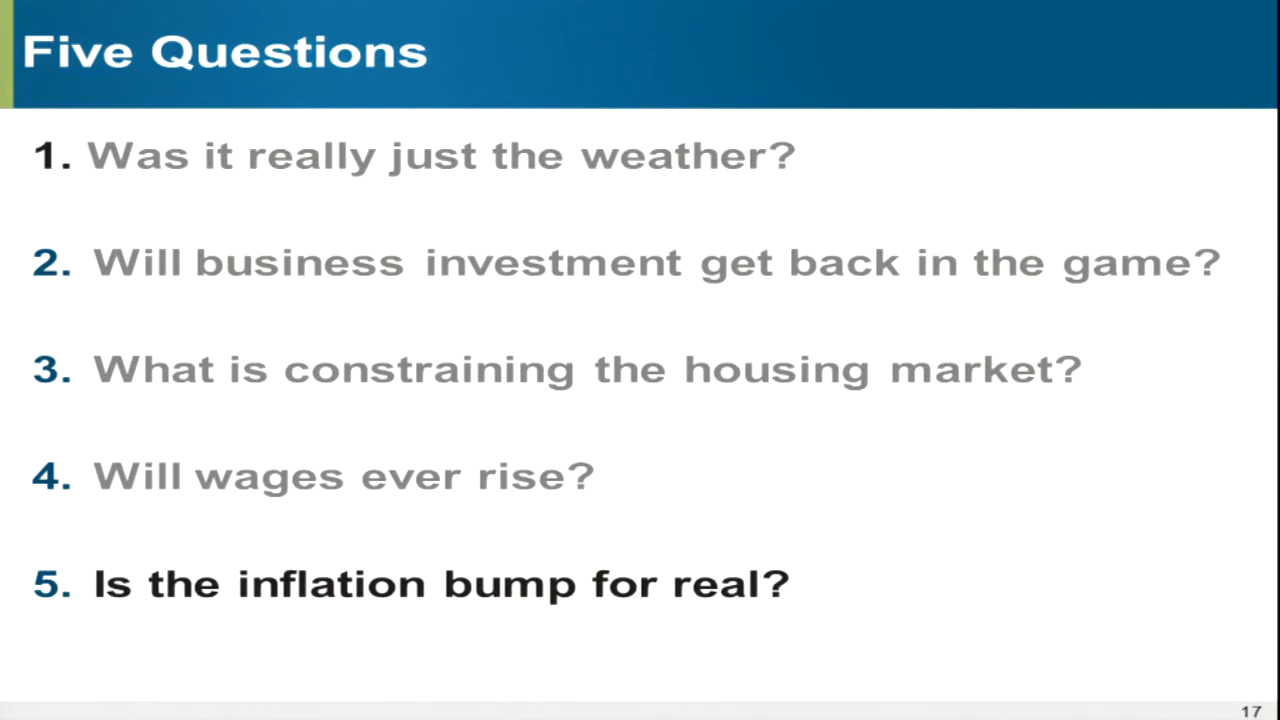 Five Questions
1. Was it really just the weather?
2. Will business investment get back in the game?
3. What is constraining the housing market?
4. Will wages ever rise?
5. Is the inflation bump for real?
17